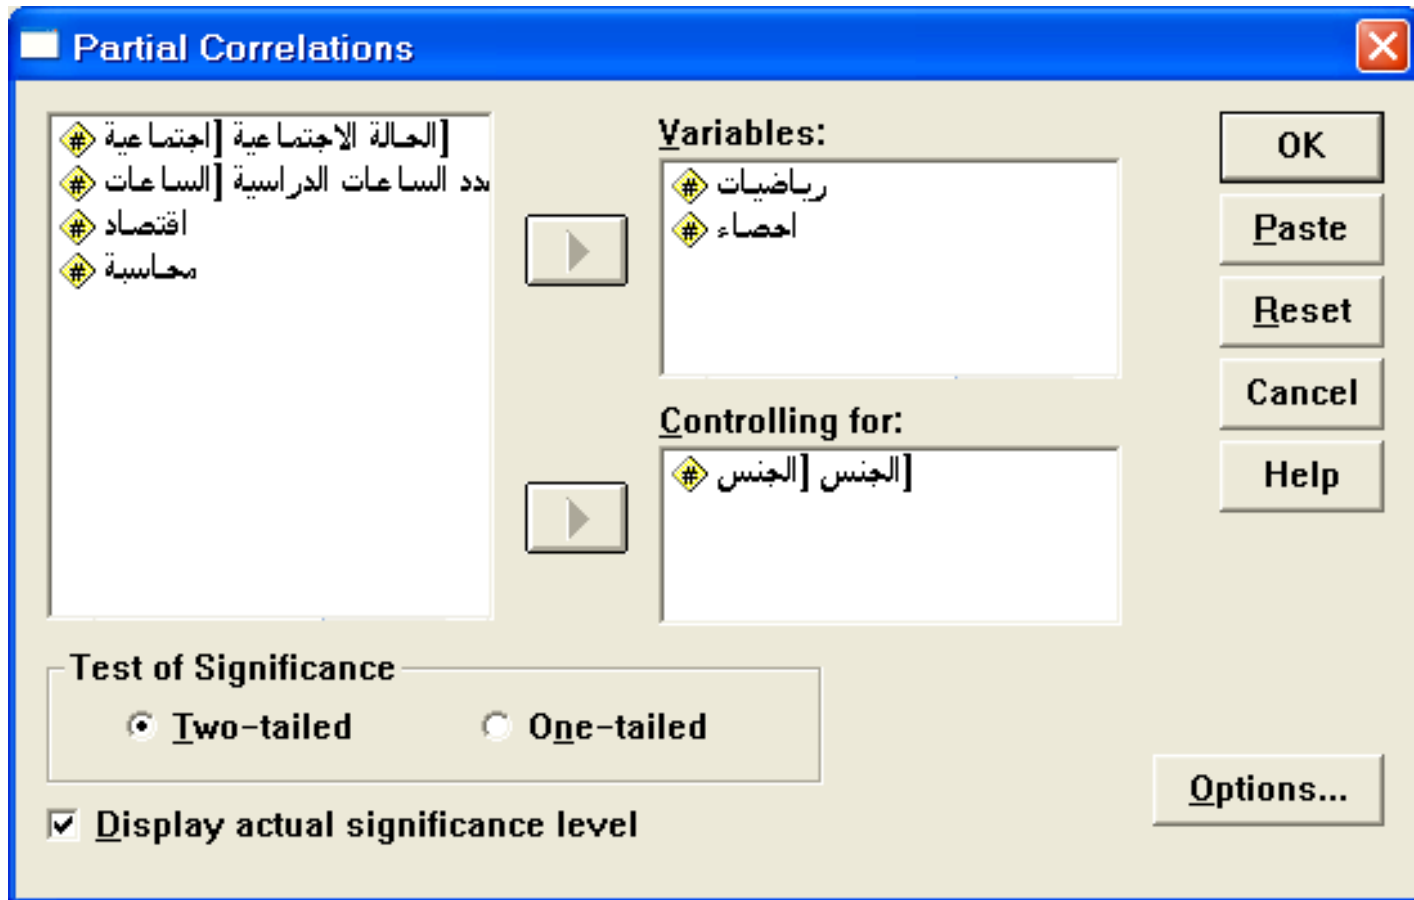 Partial Correlations
الحالة الاجتماعية [اجتماعية]
دد الساعات الدراسية [الساعات
اقتصاد
محاسبة
Variables:
رياضيات
احصاء
Controlling for:
الجنس [الجنس]
OK
Paste
Reset
Cancel
Help
Test of Significance
Two-tailed
One-tailed
Display actual significance level
Options...